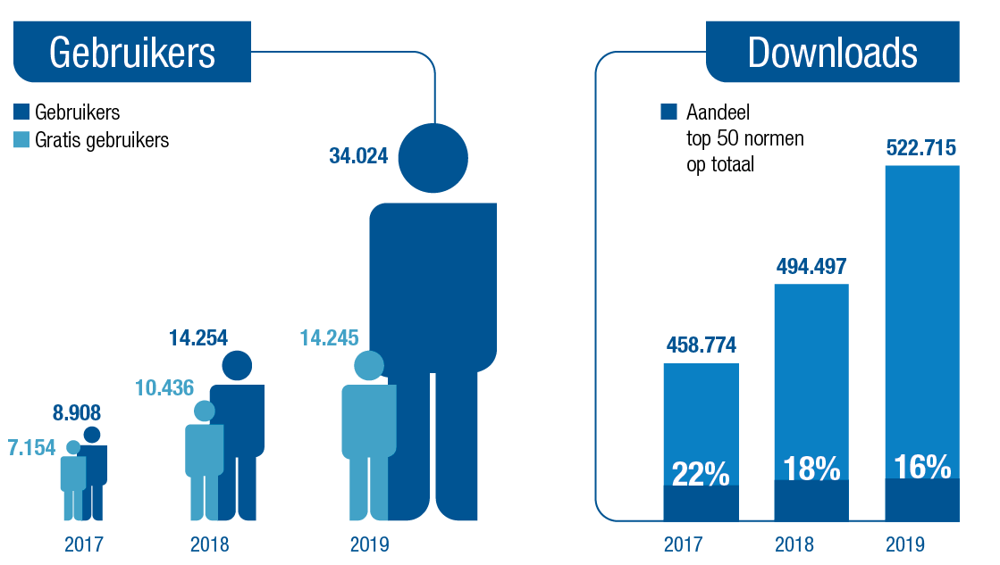 Gebruikers
Gebruikers
Gratis gebruikers
34.024
14.254
14.245
10.436
8.908
7.154
2017
2018
2019
Downloads
Aandeel
top 50 normen
op totaal
522.715
494.497
458.774
22%
18%
16%
2017
2018
2019